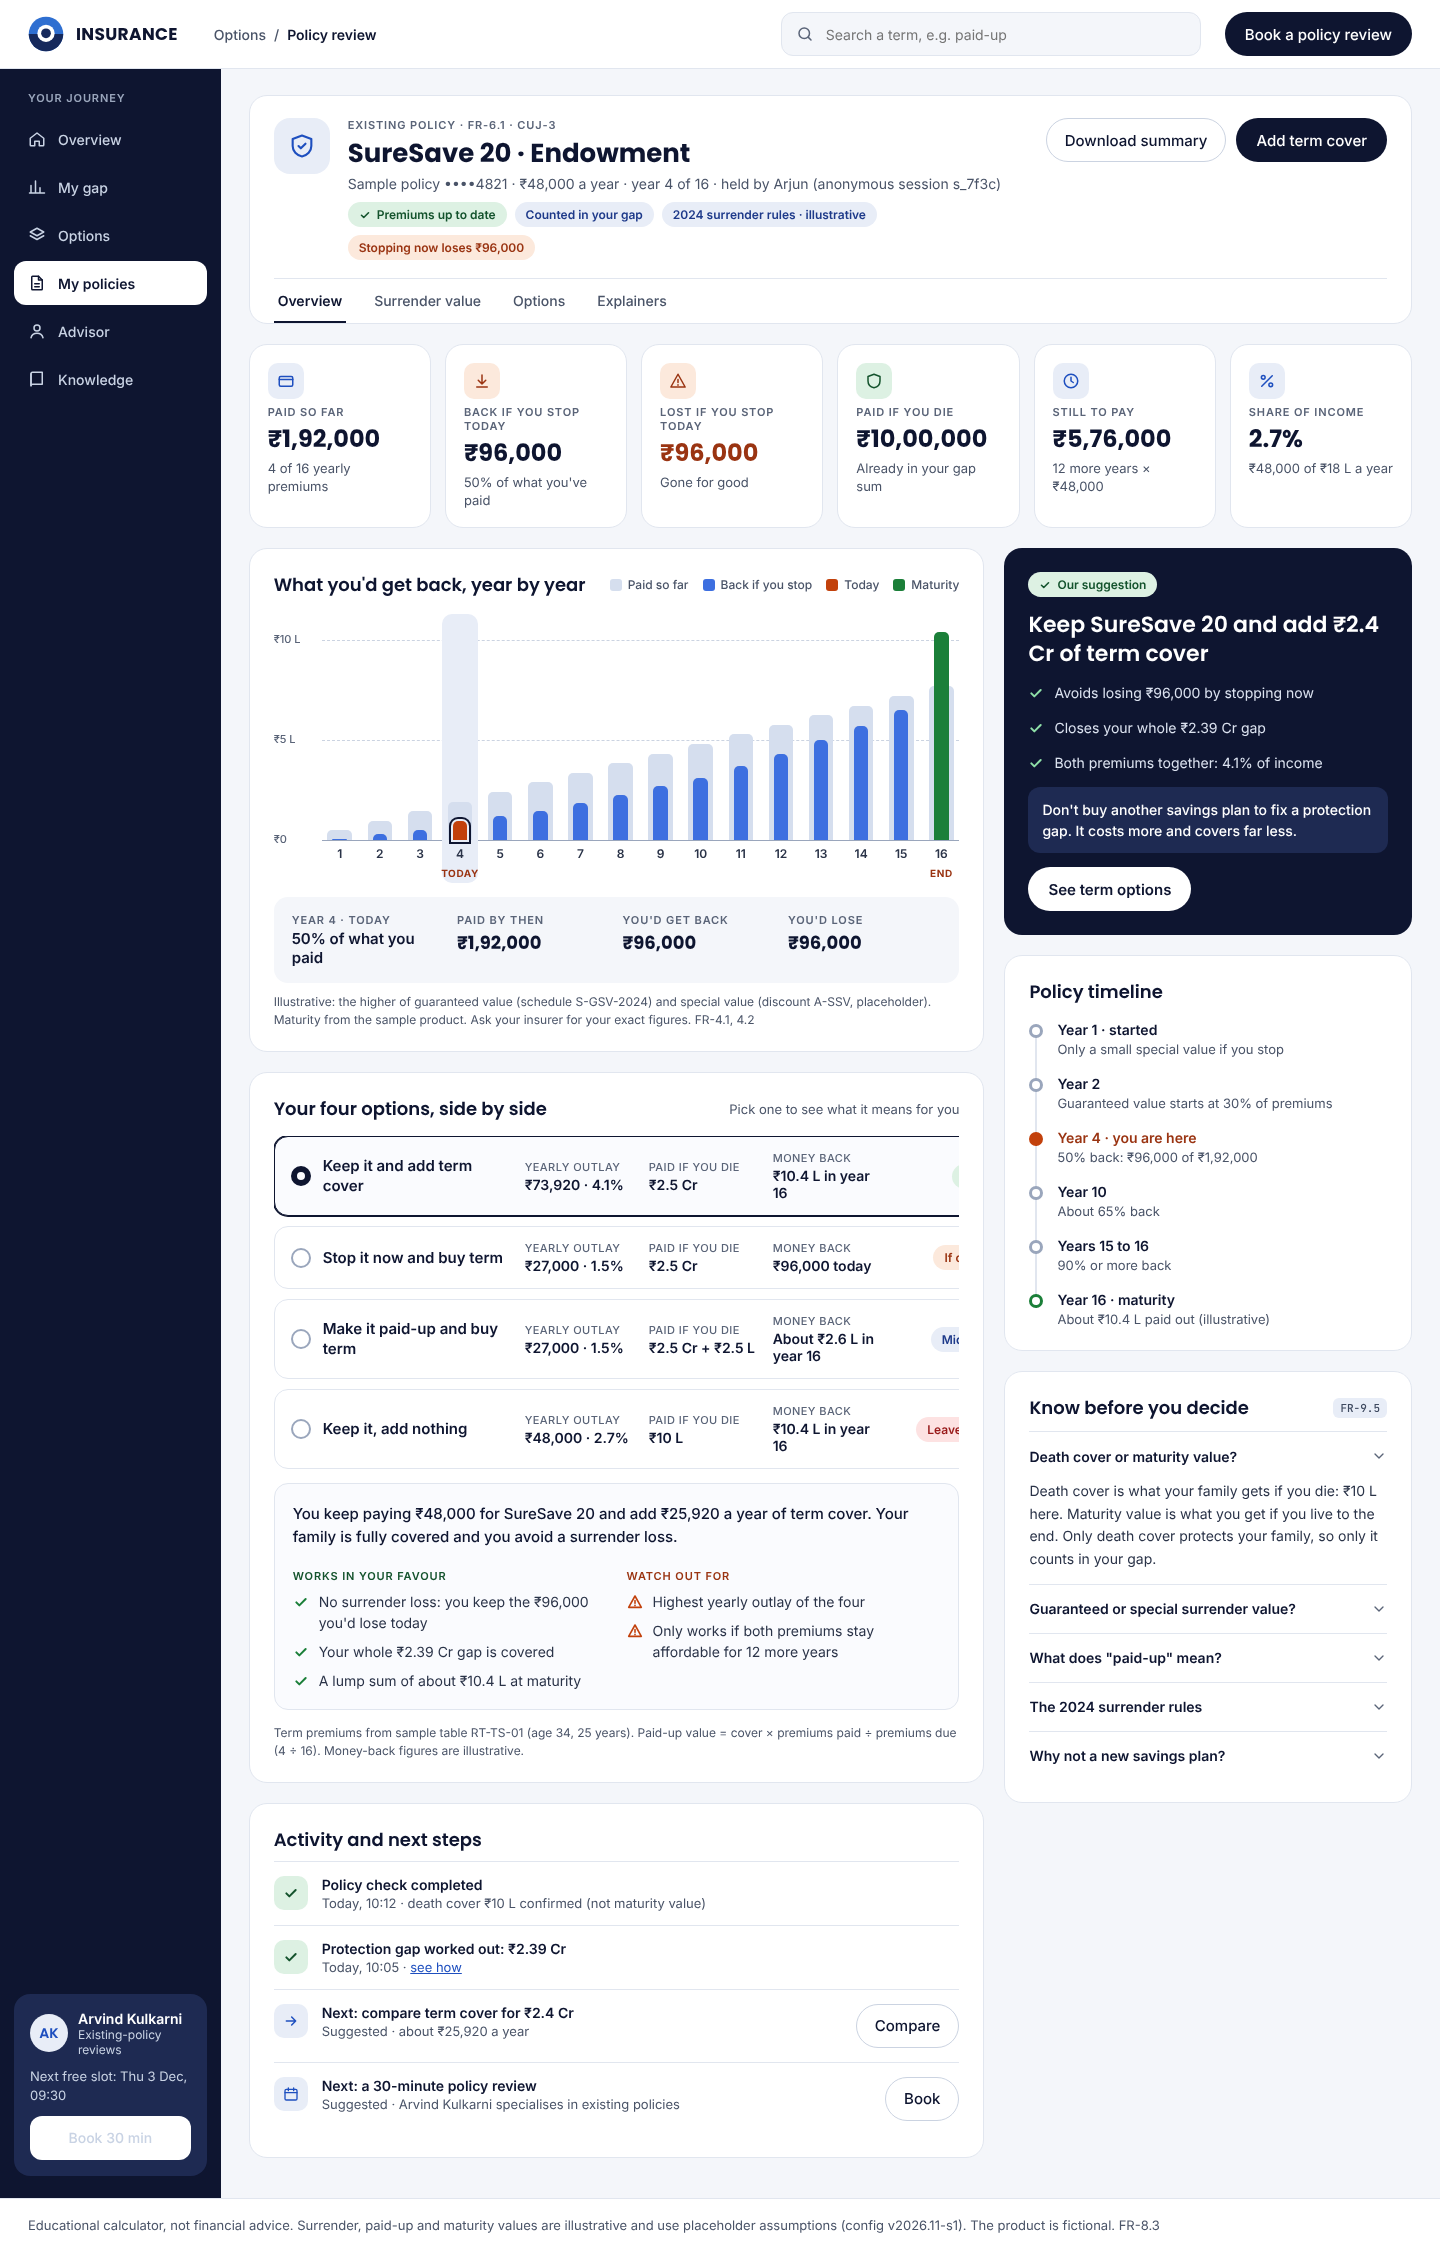 INSURANCE
Options / Policy review
Search a term, e.g. paid-up
Book a policy review
YOUR JOURNEY
Overview
My gap
Options
My policies
Advisor
Knowledge
EXISTING POLICY · FR-6.1 · CUJ-3
SureSave 20 · Endowment
Sample policy ••••4821 · ₹48,000 a year · year 4 of 16 · held by Arjun (anonymous session s_7f3c)
Premiums up to date
Counted in your gap
2024 surrender rules · illustrative
Stopping now loses ₹96,000
Download summary
Add term cover
Overview
Surrender value
Options
Explainers
PAID SO FAR
₹1,92,000
4 of 16 yearly
premiums
BACK IF YOU STOP
TODAY
₹96,000
50% of what you've
paid
LOST IF YOU STOP
TODAY
₹96,000
Gone for good
PAID IF YOU DIE
₹10,00,000
Already in your gap
sum
STILL TO PAY
₹5,76,000
12 more years ×
₹48,000
SHARE OF INCOME
2.7%
₹48,000 of ₹18 L a year
What you'd get back, year by year
Paid so far
Back if you stop
Today
Maturity
₹10 L
₹5 L
₹0
1 2 3 4 5 6 7 8 9 10 11 12 13 14 15 16
TODAY
END
YEAR 4 · TODAY
50% of what you
paid
PAID BY THEN
₹1,92,000
YOU'D GET BACK
₹96,000
YOU'D LOSE
₹96,000
Illustrative: the higher of guaranteed value (schedule S-GSV-2024) and special value (discount A-SSV, placeholder).
Maturity from the sample product. Ask your insurer for your exact figures. FR-4.1, 4.2
Our suggestion
Keep SureSave 20 and add ₹2.4
Cr of term cover
Avoids losing ₹96,000 by stopping now
Closes your whole ₹2.39 Cr gap
Both premiums together: 4.1% of income
Don't buy another savings plan to fix a protection
gap. It costs more and covers far less.
See term options
Policy timeline
Year 1 · started
Only a small special value if you stop
Year 2
Guaranteed value starts at 30% of premiums
Year 4 · you are here
50% back: ₹96,000 of ₹1,92,000
Year 10
About 65% back
Years 15 to 16
90% or more back
Year 16 · maturity
About ₹10.4 L paid out (illustrative)
Your four options, side by side
Pick one to see what it means for you
Keep it and add term
cover
YEARLY OUTLAY
₹73,920 · 4.1%
PAID IF YOU DIE
₹2.5 Cr
MONEY BACK
₹10.4 L in year
16
Stop it now and buy term
YEARLY OUTLAY
₹27,000 · 1.5%
PAID IF YOU DIE
₹2.5 Cr
MONEY BACK
₹96,000 today
If
Make it paid-up and buy
term
YEARLY OUTLAY
₹27,000 · 1.5%
PAID IF YOU DIE
₹2.5 Cr + ₹2.5 L
MONEY BACK
About ₹2.6 L in
year 16
Keep it, add nothing
YEARLY OUTLAY
₹48,000 · 2.7%
PAID IF YOU DIE
₹10 L
MONEY BACK
₹10.4 L in year
16
You keep paying ₹48,000 for SureSave 20 and add ₹25,920 a year of term cover. Your
family is fully covered and you avoid a surrender loss.
WORKS IN YOUR FAVOUR
No surrender loss: you keep the ₹96,000
you'd lose today
Your whole ₹2.39 Cr gap is covered
A lump sum of about ₹10.4 L at maturity
WATCH OUT FOR
Highest yearly outlay of the four
Only works if both premiums stay
affordable for 12 more years
Term premiums from sample table RT-TS-01 (age 34, 25 years). Paid-up value = cover × premiums paid ÷ premiums due
(4 ÷ 16). Money-back figures are illustrative.
Know before you decide
FR-9.5
Death cover or maturity value?
Death cover is what your family gets if you die: ₹10 L
here. Maturity value is what you get if you live to the
end. Only death cover protects your family, so only it
counts in your gap.
Guaranteed or special surrender value?
What does "paid-up" mean?
The 2024 surrender rules
Why not a new savings plan?
Activity and next steps
Policy check completed
Today, 10:12 · death cover ₹10 L confirmed (not maturity value)
Protection gap worked out: ₹2.39 Cr
Today, 10:05 · see how
Next: compare term cover for ₹2.4 Cr
Suggested · about ₹25,920 a year
Compare
Next: a 30-minute policy review
Suggested · Arvind Kulkarni specialises in existing policies
Book
AK
Arvind Kulkarni
Existing-policy
reviews
Next free slot: Thu 3 Dec,
09:30
Book 30 min
Educational calculator, not financial advice. Surrender, paid-up and maturity values are illustrative and use placeholder assumptions (config v2026.11-s1). The product is fictional. FR-8.3